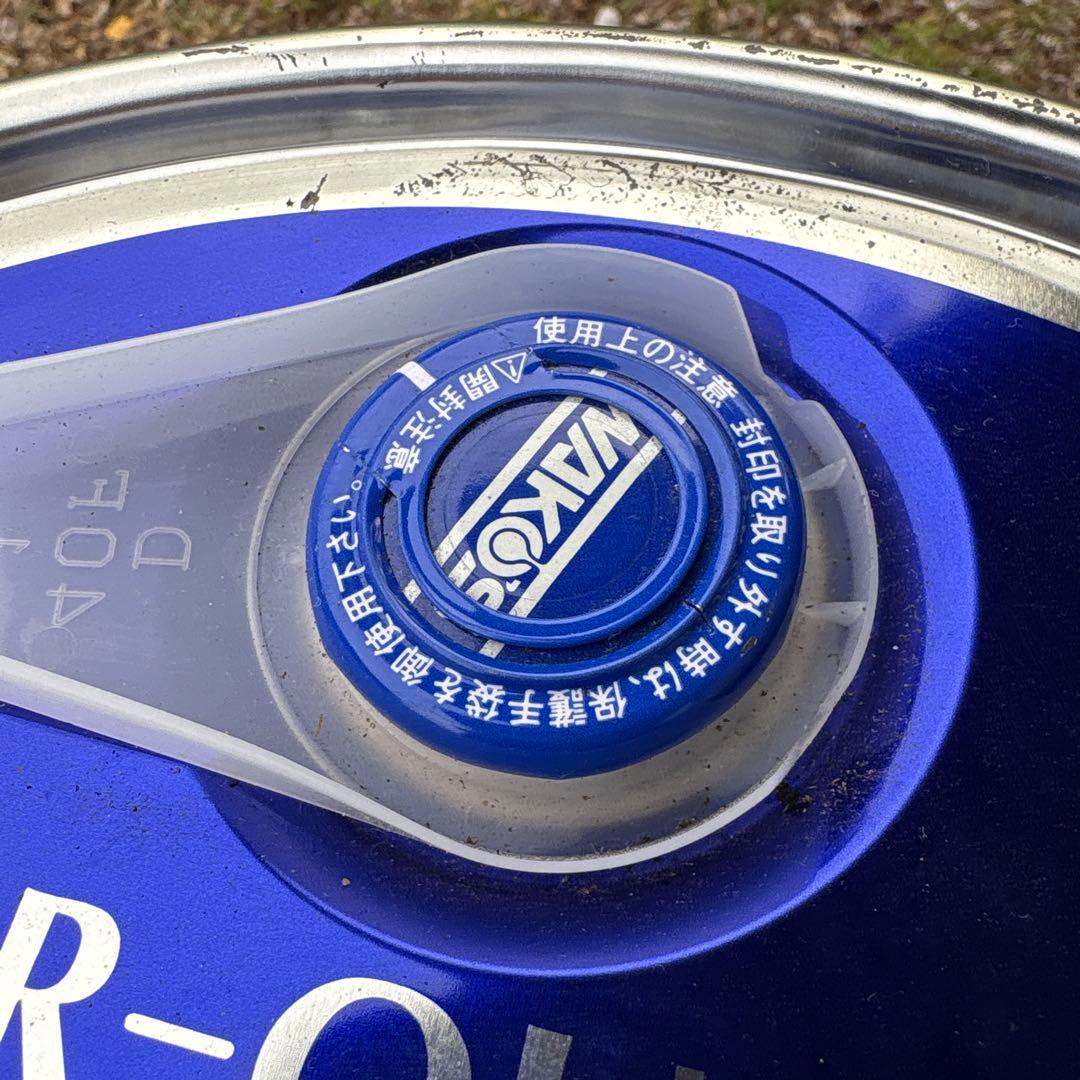 使用上の注意 封印を取り外す時は、保護手袋を御使用下さい。
⚠開封注意
WAKO'S
D
704
R-